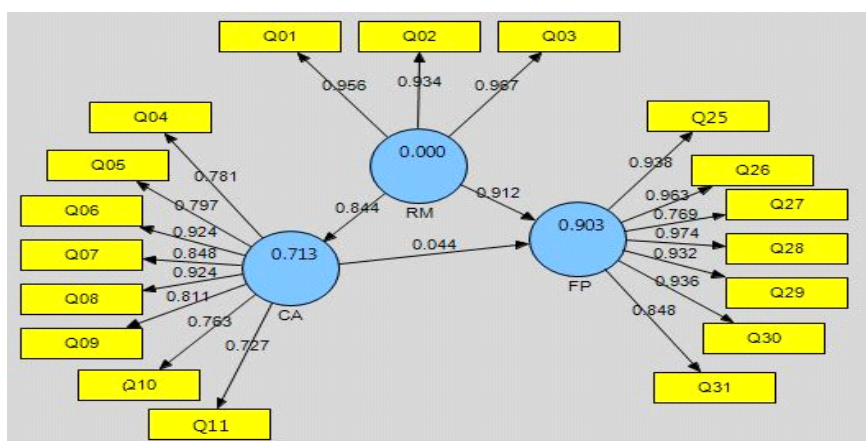 Q01
Q02
Q03
0.956
0.934
0.967
Q04
Q05
Q06
Q07
Q08
Q09
Q10
Q11
0.781
0.797
0.924
0.848
0.924
0.811
0.763
0.727
0.000
RM
0.844
0.912
0.713
CA
0.044
0.903
FP
Q25
Q26
Q27
Q28
Q29
Q30
Q31
0.938
0.963
0.769
0.974
0.932
0.936
0.848